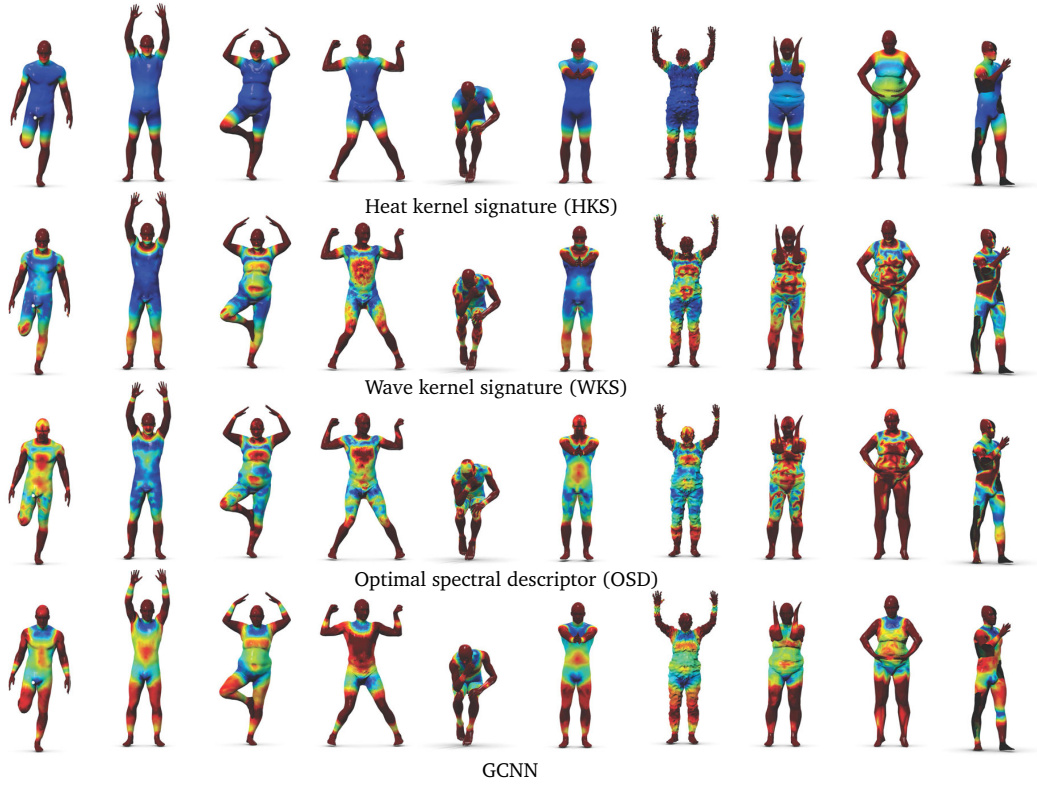 Heat kernel signature (HKS)
Wave kernel signature (WKS)
Optimal spectral descriptor (OSD)
GCNN